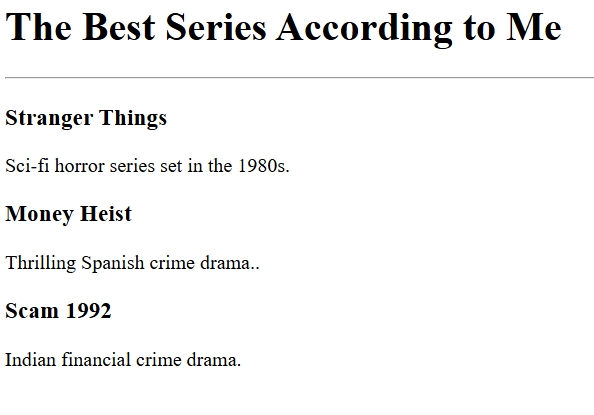 The Best Series According to Me
Stranger Things
Sci-fi horror series set in the 1980s.
Money Heist
Thrilling Spanish crime drama..
Scam 1992
Indian financial crime drama.